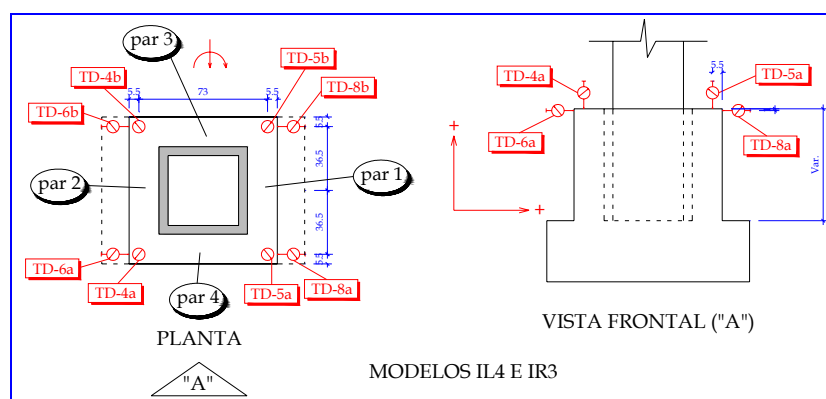 par 3
TD-4b
TD-5b
5.5
73
5.5
TD-6b
TD-8b
5.5
36.5
par 2
par 1
36.5
5.5
TD-6a
TD-4a
par 4
TD-5a
TD-8a
PLANTA
"A"
TD-4a
5.5
TD-5a
TD-6a
TD-8a
+
+
Var.
VISTA FRONTAL ("A")
MODELOS IL4 E IR3